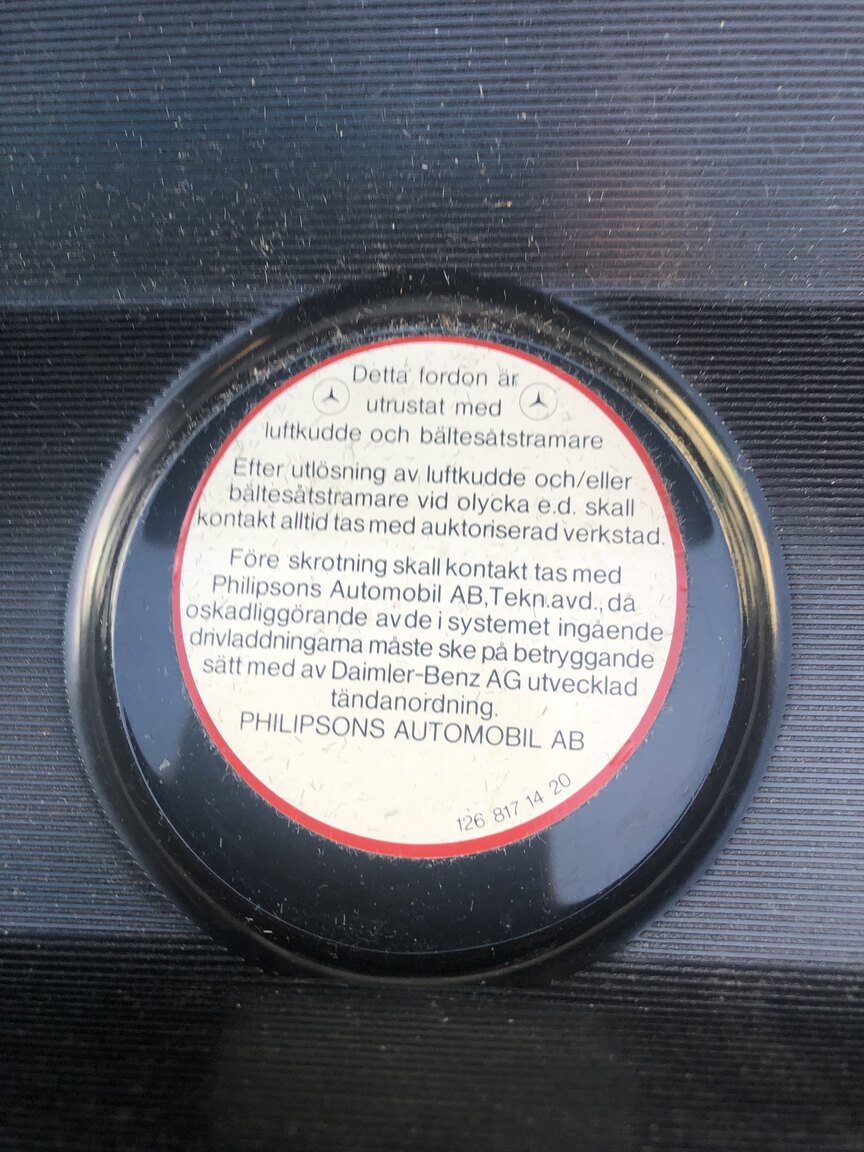 Detta fordon är
utrustat med
luftkudde och bältesåtstramare
Efter utlösning av luftkudde och/eller
bältesåtstramare vid olycka e.d. skall
kontakt alltid tas med auktoriserad verkstad.
Före skrotning skall kontakt tas med
Philipsons Automobil AB, Tekn.avd., då
oskadliggörande av de i systemet ingående
drivladdningarna måste ske på betryggande
sätt med av Daimler-Benz AG utvecklad
tändanordning.
PHILIPSONS AUTOMOBIL AB
126 817 14 20